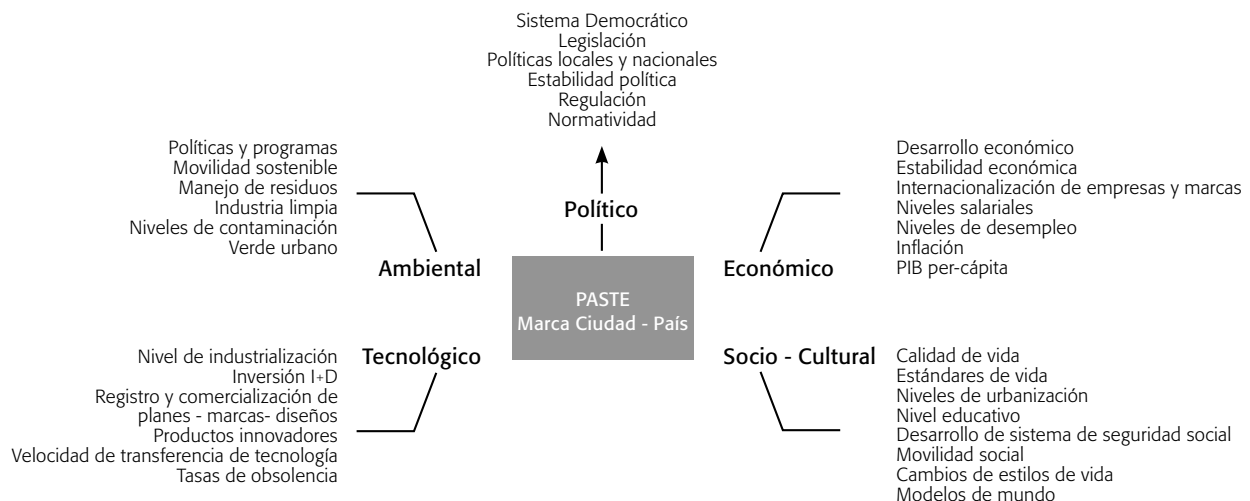 Sistema Democrático
Legislación
Políticas locales y nacionales
Estabilidad política
Regulación
Normatividad
Político
Políticas y programas
Movilidad sostenible
Manejo de residuos
Industria limpia
Niveles de contaminación
Verde urbano
Ambiental
Desarrollo económico
Estabilidad económica
Internacionalización de empresas y marcas
Niveles salariales
Niveles de desempleo
Inflación
PIB per-cápita
Económico
PASTE
Marca Ciudad - País
Tecnológico
Nivel de industrialización
Inversión I+D
Registro y comercialización de
planes - marcas- diseños
Productos innovadores
Velocidad de transferencia de tecnología
Tasas de obsolencia
Socio - Cultural
Calidad de vida
Estándares de vida
Niveles de urbanización
Nivel educativo
Desarrollo de sistema de seguridad social
Movilidad social
Cambios de estilos de vida
Modelos de mundo